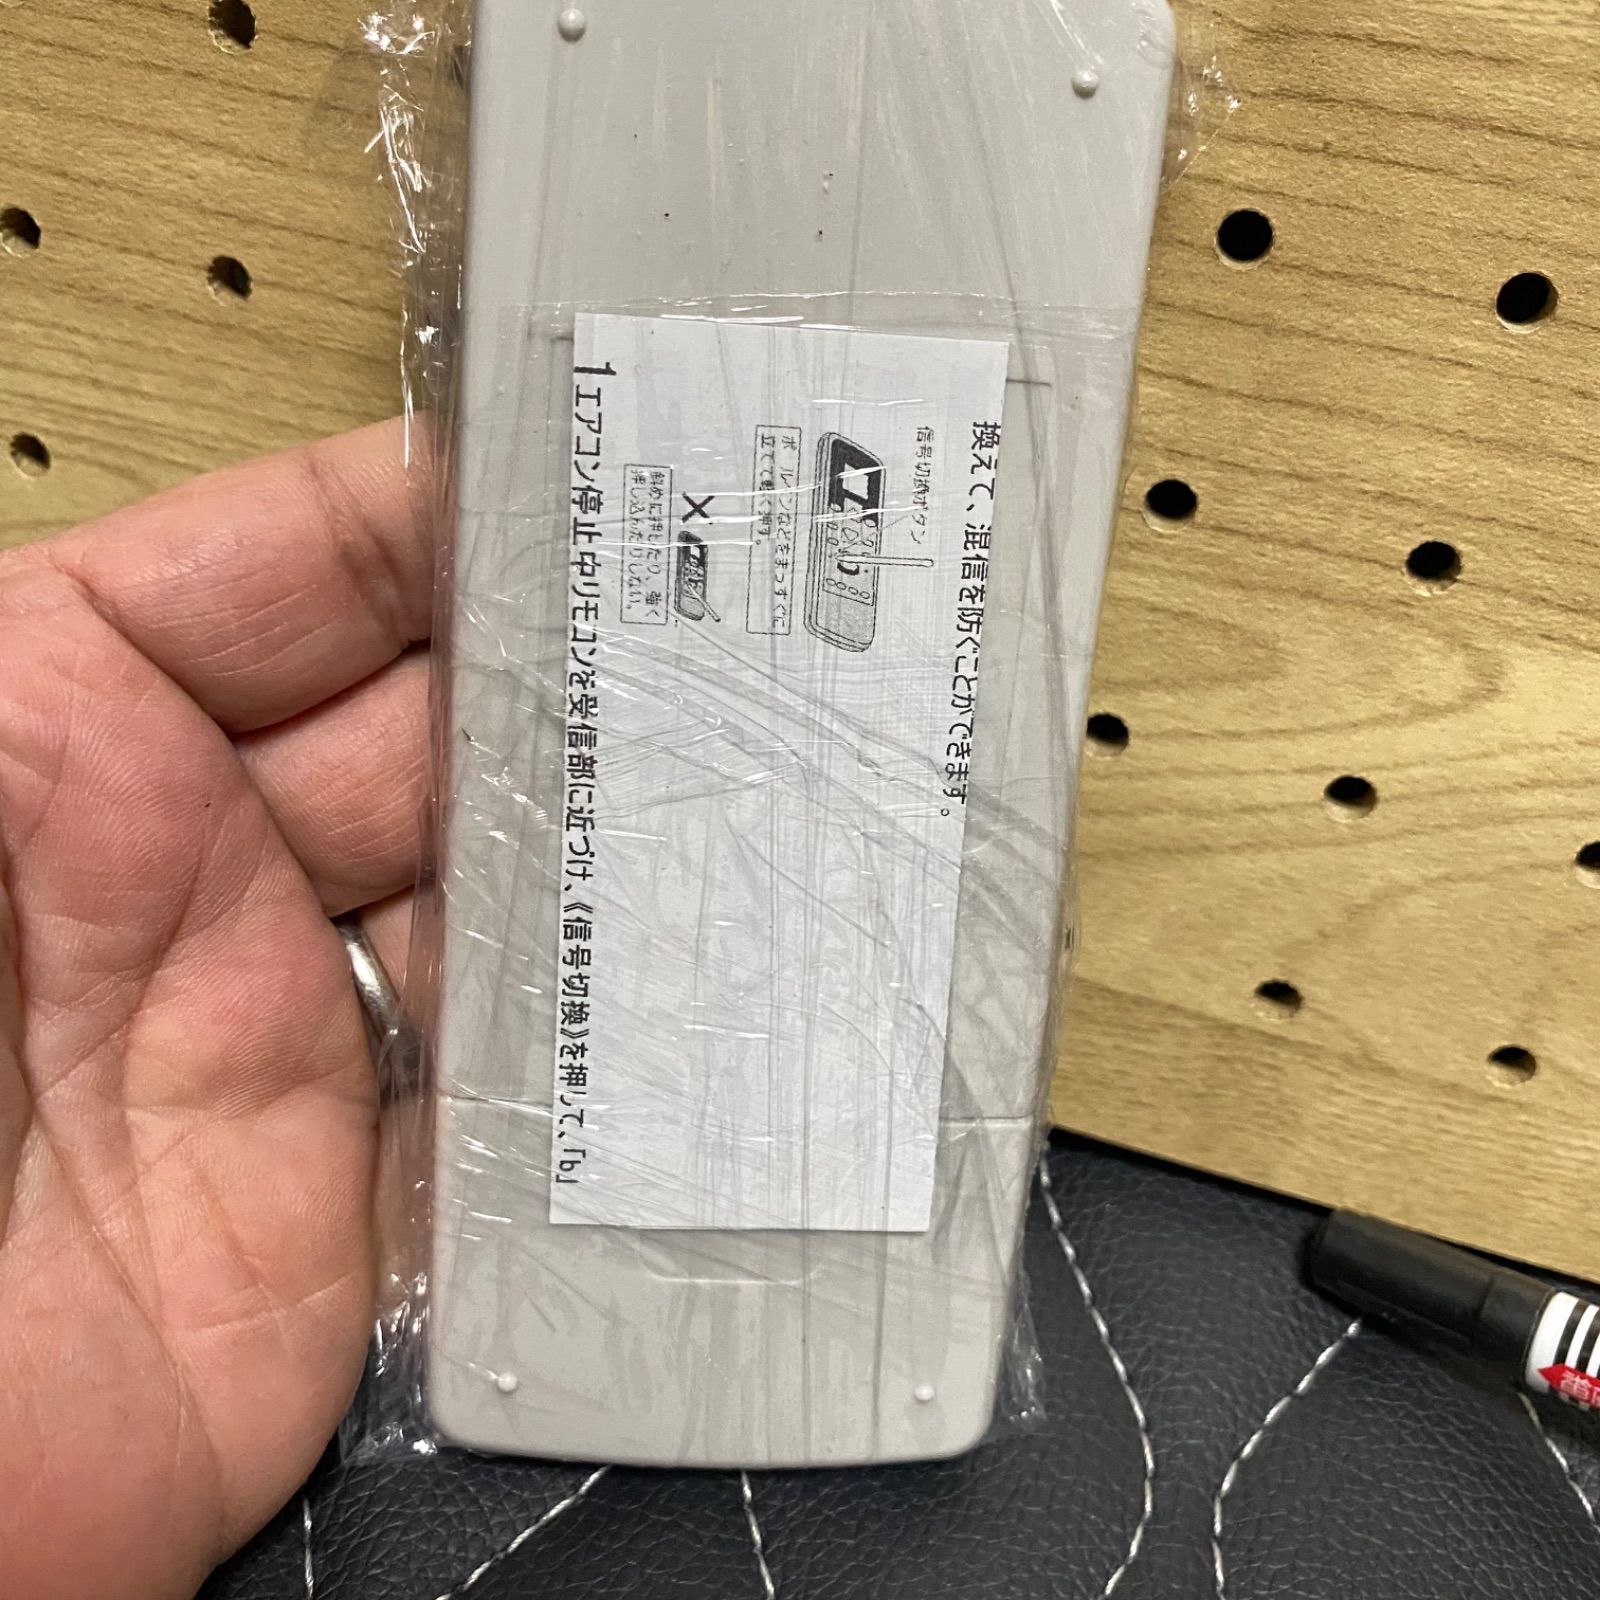 換えて、混信を防ぐことができます。
信号切換ボタン
ボールペンなどをまっすぐに
立てて軽く押す。
×
斜めに押したり、強く
押し込んだりしない。
1 エアコン停止中リモコンを受信部に近づけ、《信号切換》を押して、「b」